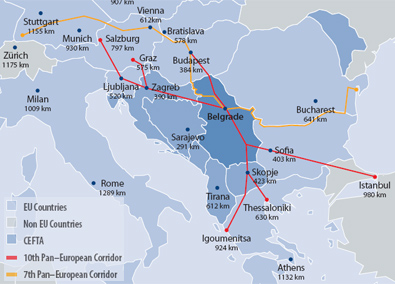 907 km
Stuttgart
1155 km
Vienna
612km
Munich
930 km
Salzburg
797 km
Bratislava
578 km
Zürich
1175 km
Graz
575 km
Budapest
384 km
Ljubljana
529 km
Zagreb
390 km
Milan
1009 km
Belgrade
Bucharest
641 km
Sarajevo
291 km
Sofia
403 km
Rome
1289 km
Tirana
612 km
Skopje
423 km
Istanbul
980 km
Thessaloniki
630 km
Igoumenitsa
924 km
Athens
1132 km
EU Countries
Non EU Countries
CEFTA
10th Pan–European Corridor
7th Pan–European Corridor